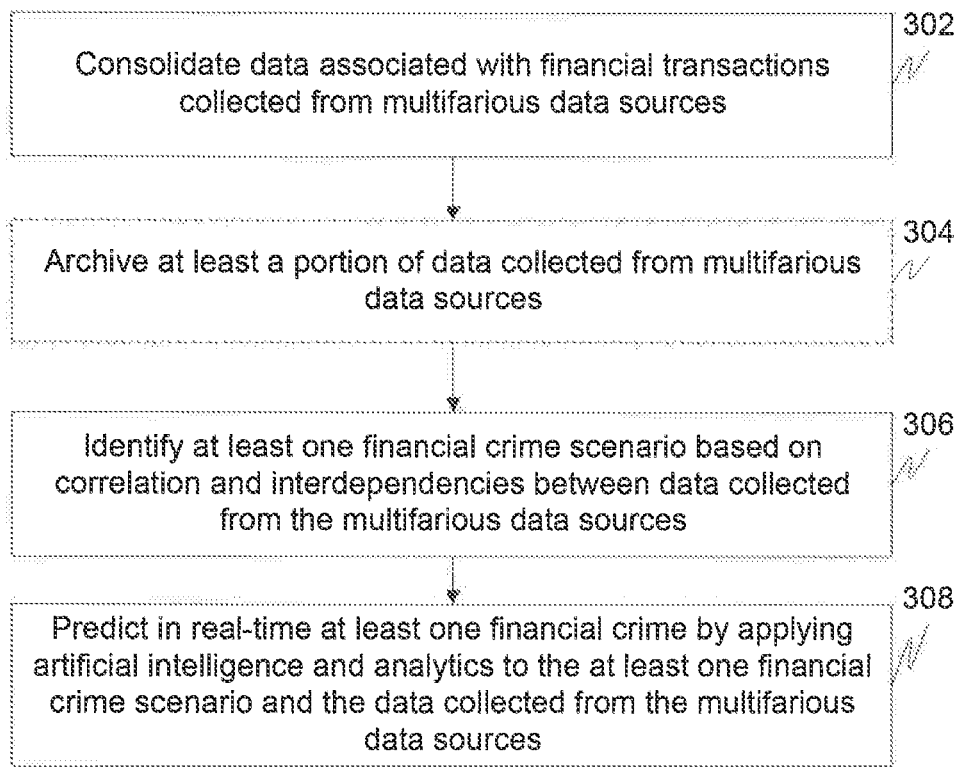 302
Consolidate data associated with financial transactions
collected from multifarious data sources
304
Archive at least a portion of data collected from multifarious
data sources
306
Identify at least one financial crime scenario based on
correlation and interdependencies between data collected
from the multifarious data sources
308
Predict in real-time at least one financial crime by applying
artificial intelligence and analytics to the at least one financial
crime scenario and the data collected from the multifarious
data sources